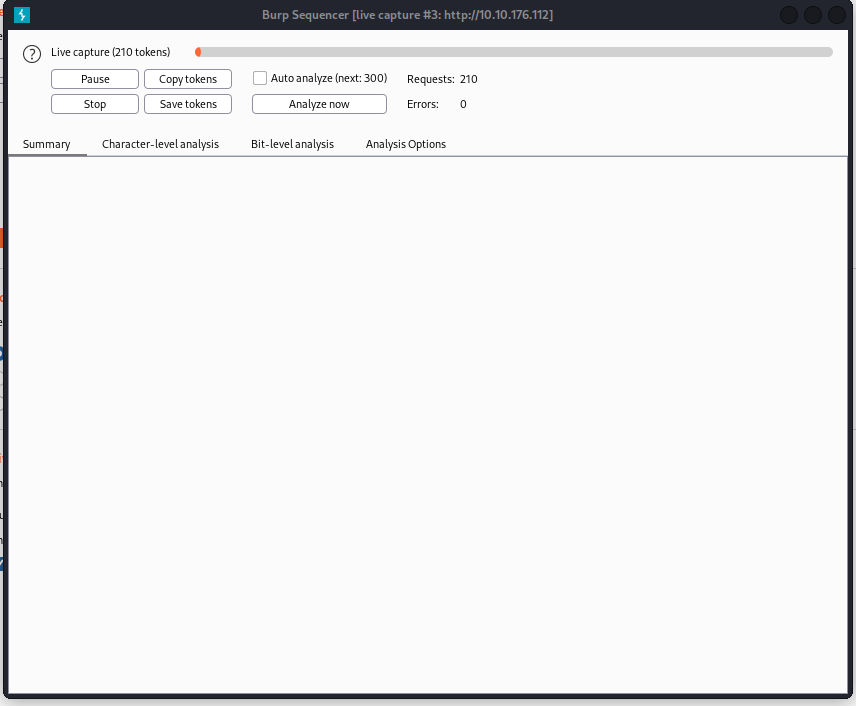 Burp Sequencer [live capture #3: http://10.10.176.112]
Live capture (210 tokens)
Pause Copy tokens Auto analyze (next: 300) Requests: 210
Stop Save tokens Analyze now Errors: 0
Summary Character-level analysis Bit-level analysis Analysis Options